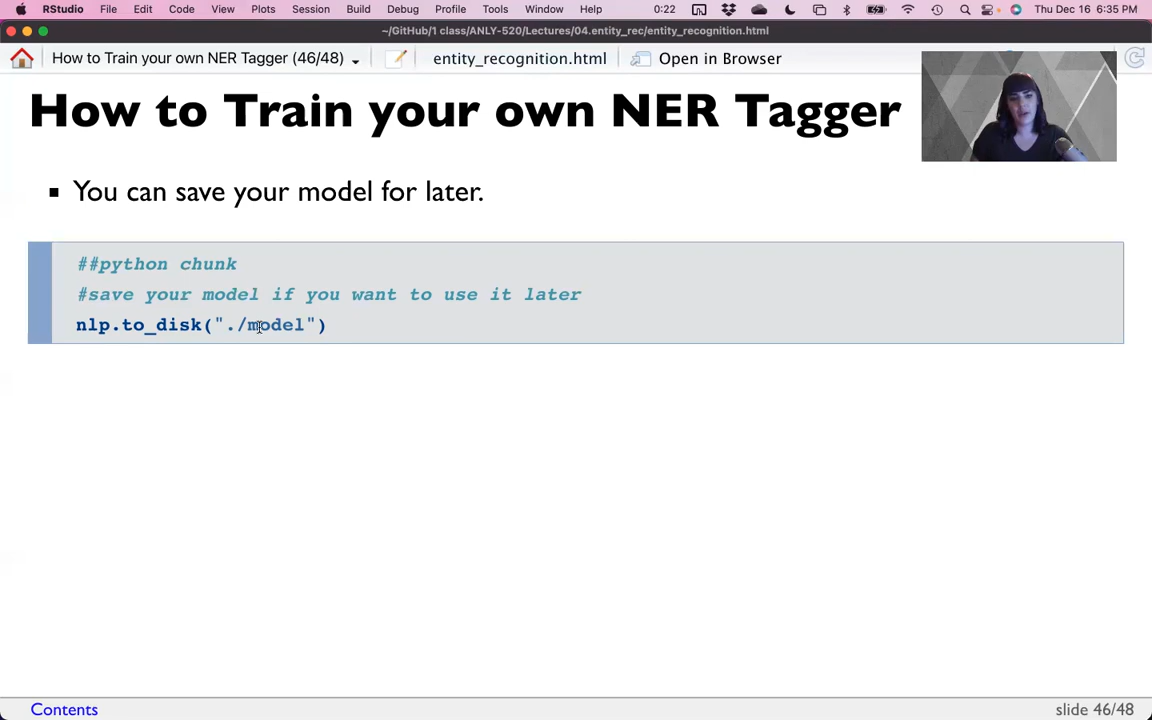 RStudio File Edit Code View Plots Session Build Debug Profile Tools Window Help 0:22 Thu Dec 16 6:35 PM
~/GitHub/1 class/ANLY-520/Lectures/04.entity_rec/entity_recognition.html
How to Train your own NER Tagger (46/48) entity_recognition.html Open in Browser
How to Train your own NER Tagger
You can save your model for later.
##python chunk
#save your model if you want to use it later
nlp.to_disk("./model")
Contents slide 46/48